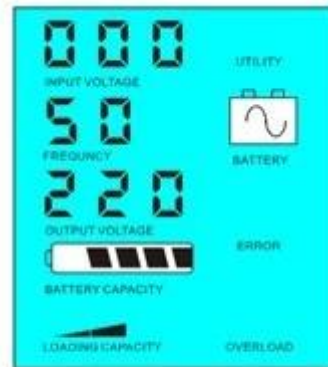 000
INPUT VOLTAGE
UTILITY
50
FREQUNCY
BATTERY
220
OUTPUT VOLTAGE
ERROR
BATTERY CAPACITY
LOADING CAPACITY
OVERLOAD